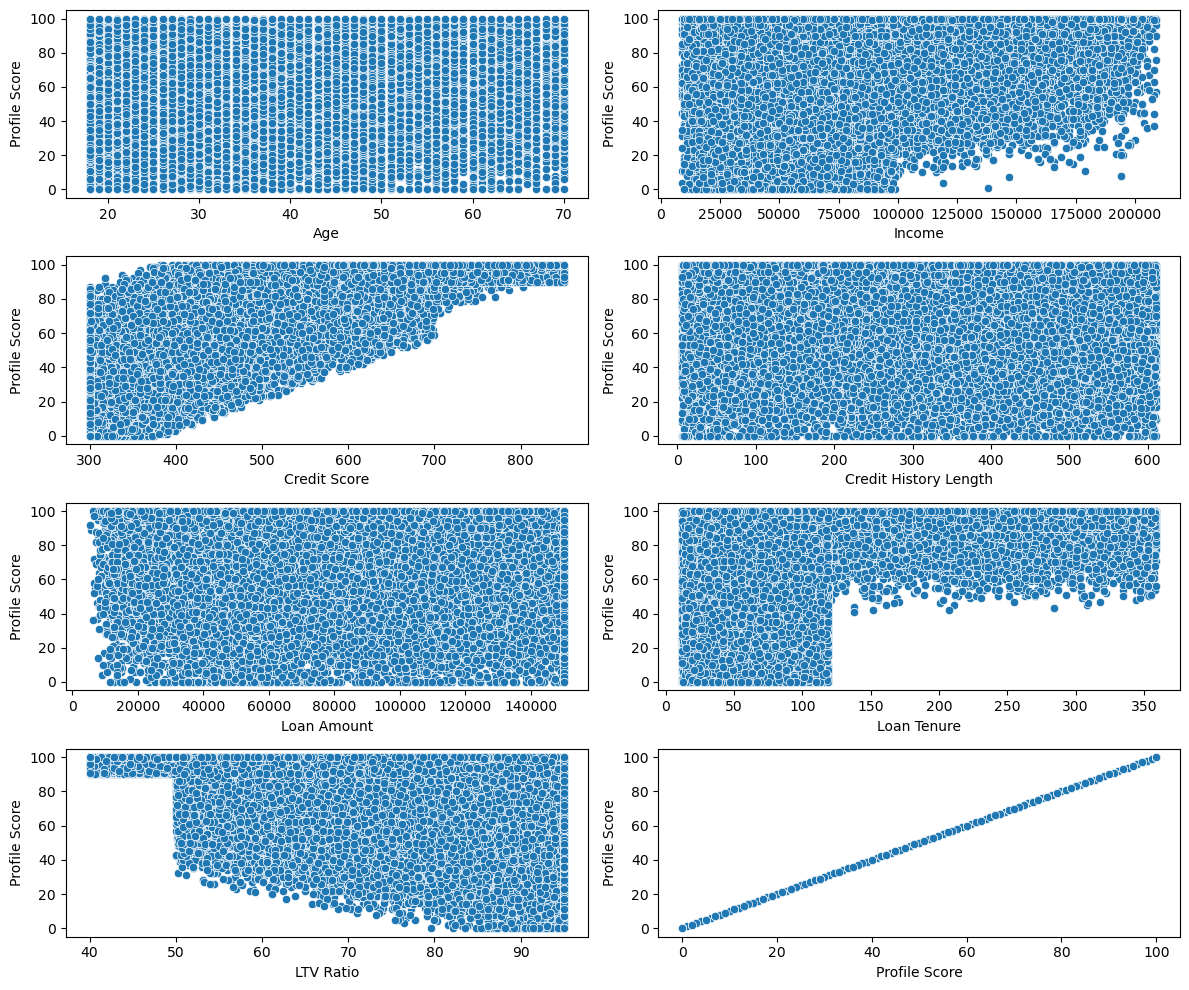 100
80
60
40
20
0
Profile Score
20 30 40 50 60 70
Age
100
80
60
40
20
0
Profile Score
0 25000 50000 75000 100000 125000 150000 175000 200000
Income
100
80
60
40
20
0
Profile Score
300 400 500 600 700 800
Credit Score
100
80
60
40
20
0
Profile Score
0 100 200 300 400 500 600
Credit History Length
100
80
60
40
20
0
Profile Score
0 20000 40000 60000 80000 100000 120000 140000
Loan Amount
100
80
60
40
20
0
Profile Score
0 50 100 150 200 250 300 350
Loan Tenure
100
80
60
40
20
0
Profile Score
40 50 60 70 80 90
LTV Ratio
100
80
60
40
20
0
Profile Score
0 20 40 60 80 100
Profile Score